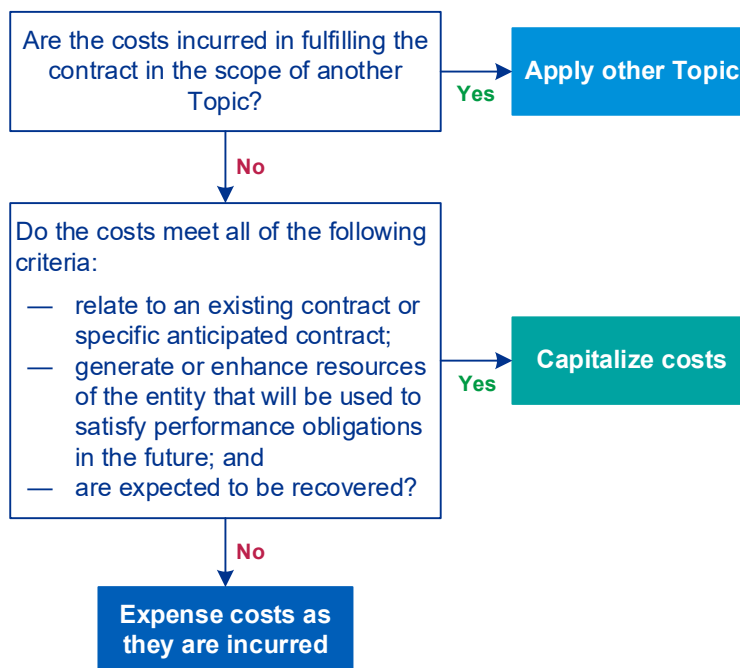 Are the costs incurred in fulfilling the
contract in the scope of another
Topic?
Apply other Topic
Yes
No
Do the costs meet all of the following
criteria:
— relate to an existing contract or
specific anticipated contract;
— generate or enhance resources
of the entity that will be used to
satisfy performance obligations
in the future; and
— are expected to be recovered?
Capitalize costs
Yes
No
Expense costs as
they are incurred